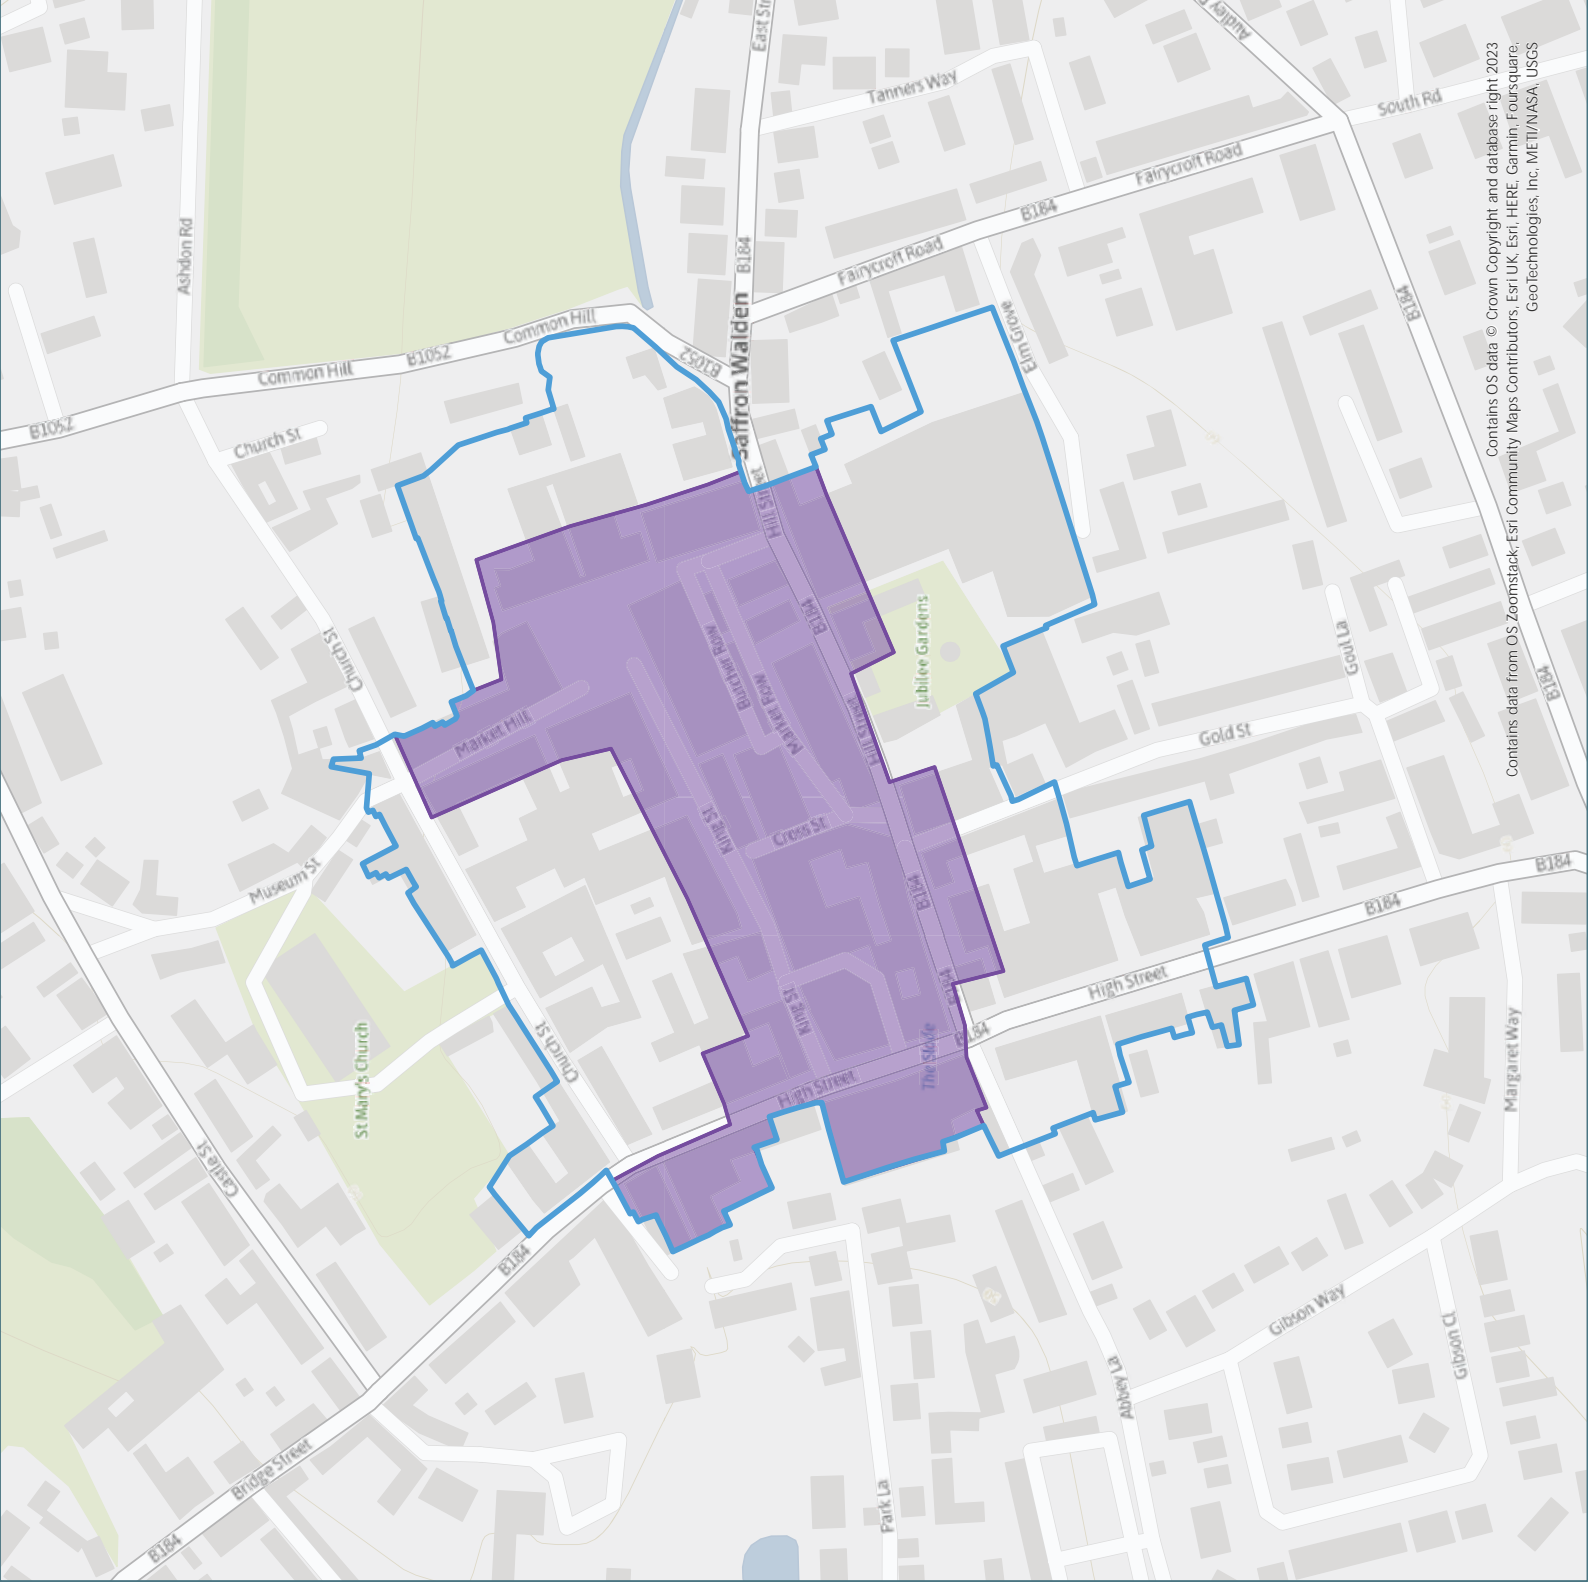 East Str
Audley R
Tanners Way
South Rd
Fairycroft Road
B184
Fairycroft Road
Ashdon Rd
B184
Saffron Walden
Common Hill
B1052
Common Hill
B1052
B1052
Elm Grove
B184
Church St
Hill Street
Contains OS data © Crown Copyright and database right 2023
Contains data from OS Zoomstack, Esri Community Maps Contributors, Esri UK, Esri, HERE, Garmin, Foursquare,
GeoTechnologies, Inc, METI/NASA, USGS
B184
Jubilee Gardens
Church St
Butcher Row
Market Row
Market Hill
Hill Street
Goul La
B184
Gold St
King St
Cross St
Museum St
B184
B184
B184
High Street
B184
B184
King St
The Slade
High Street
Church St
St Mary's Church
Margaret Way
Castle St
B184
Gibson Way
Gibson Cl
Abbey La
Bridge Street
Park La
B184